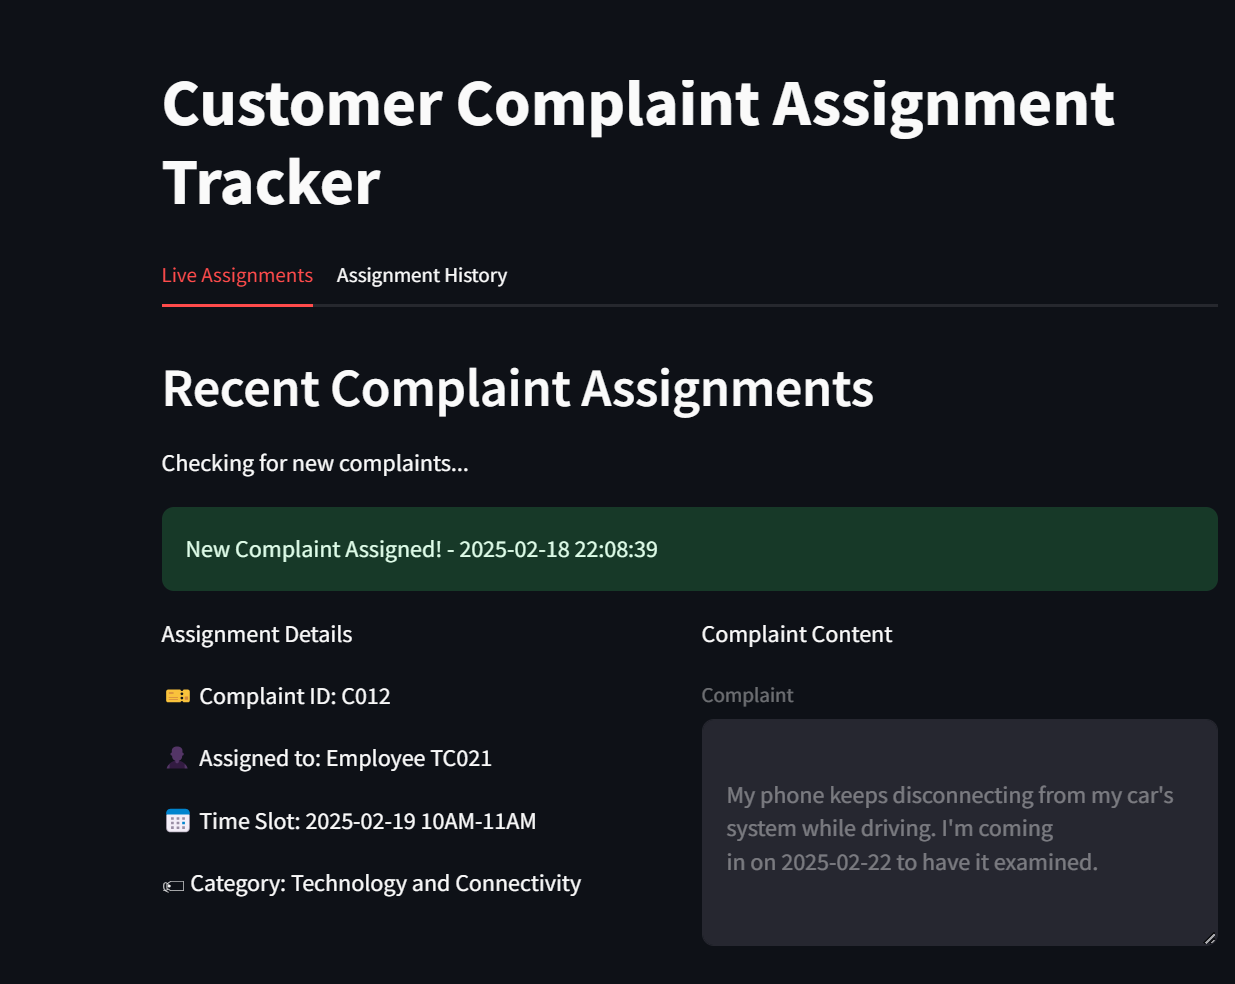 Customer Complaint Assignment
Tracker
Live Assignments
Assignment History
Recent Complaint Assignments
Checking for new complaints...
New Complaint Assigned! - 2025-02-18 22:08:39
Assignment Details
🎫 Complaint ID: C012
👤 Assigned to: Employee TC021
📅 Time Slot: 2025-02-19 10AM-11AM
🏷 Category: Technology and Connectivity
Complaint Content
Complaint
My phone keeps disconnecting from my car's
system while driving. I'm coming
in on 2025-02-22 to have it examined.